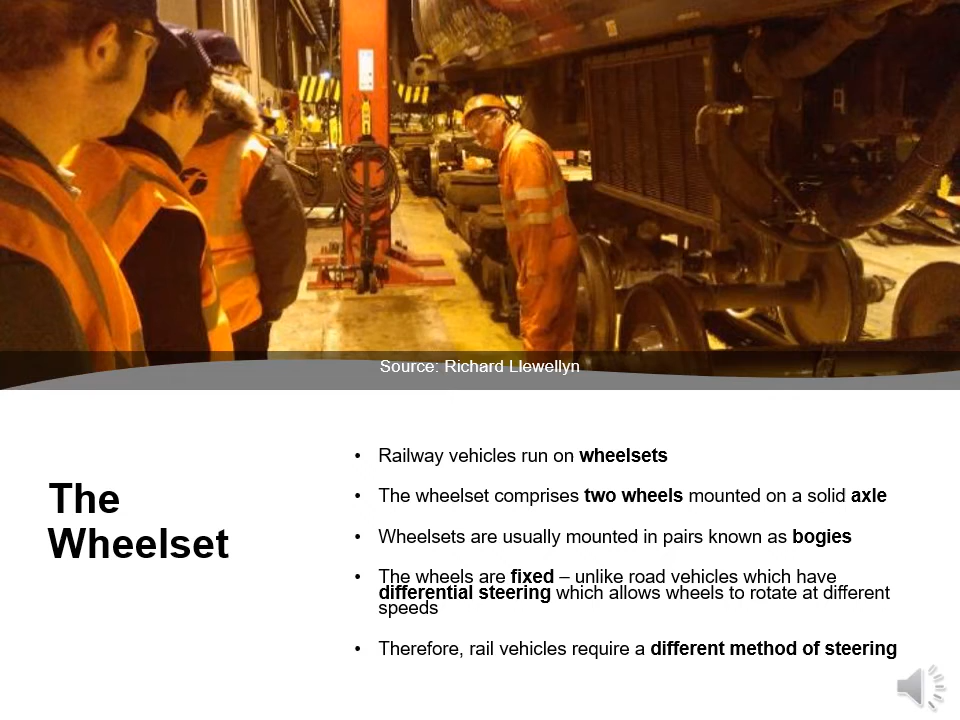 Source: Richard Llewellyn
The
Wheelset
• Railway vehicles run on wheelsets
• The wheelset comprises two wheels mounted on a solid axle
• Wheelsets are usually mounted in pairs known as bogies
• The wheels are fixed – unlike road vehicles which have
differential steering which allows wheels to rotate at different
speeds
• Therefore, rail vehicles require a different method of steering